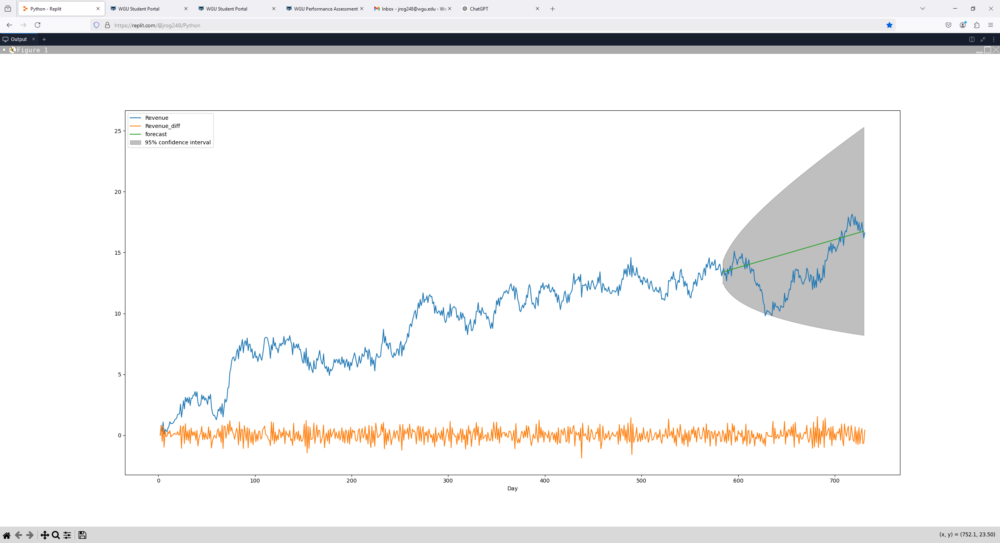 Python - Replit
WGU Student Portal
WGU Student Portal
WGU Performance Assessment
Inbox - jrog248@wgu.edu - We
ChatGPT
https://replit.com/@jrog248/Python
Output
Figure 1
Revenue
Revenue_diff
forecast
95% confidence interval
25
20
15
10
5
0
0 100 200 300 400 500 600 700
Day
(x, y) = (752.1, 23.50)